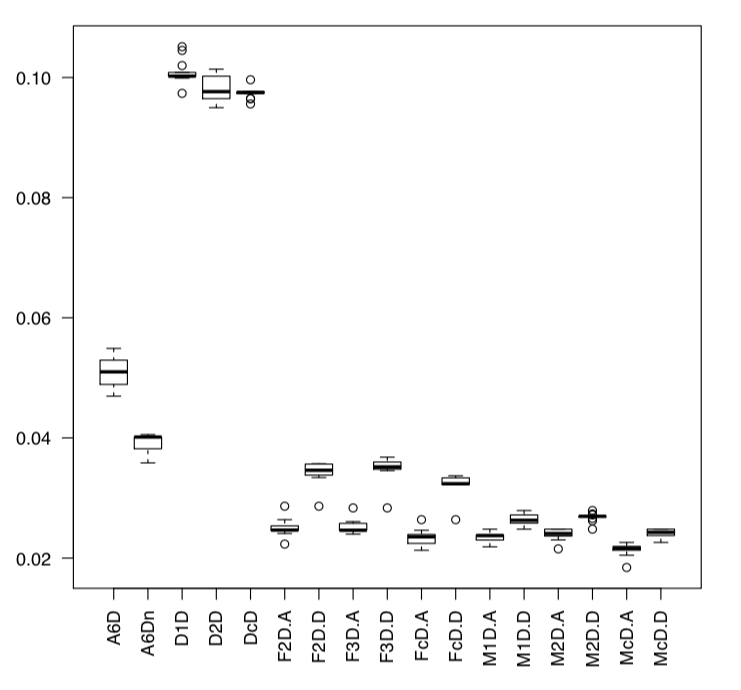 0.10
0.08
0.06
0.04
0.02
A6D
A6Dn
D1D
D2D
DcD
F2D.A
F2D.D
F3D.A
F3D.D
FcD.A
FcD.D
M1D.A
M1D.D
M2D.A
M2D.D
McD.A
McD.D